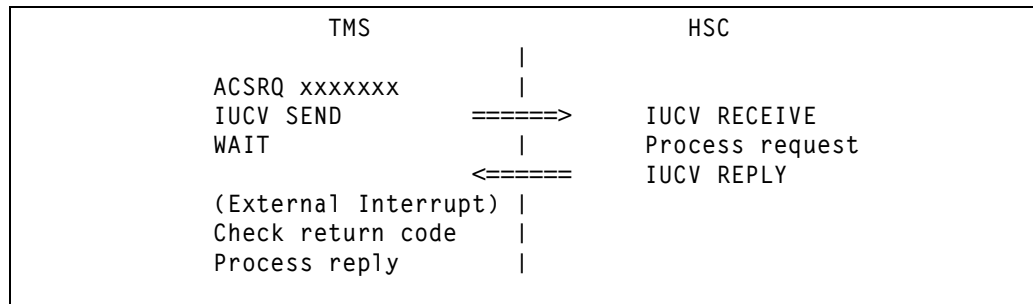 TMS HSC
|
ACSRQ xxxxxxx |
IUCV SEND ======> IUCV RECEIVE
WAIT | Process request
<====== IUCV REPLY
(External Interrupt) |
Check return code |
Process reply |